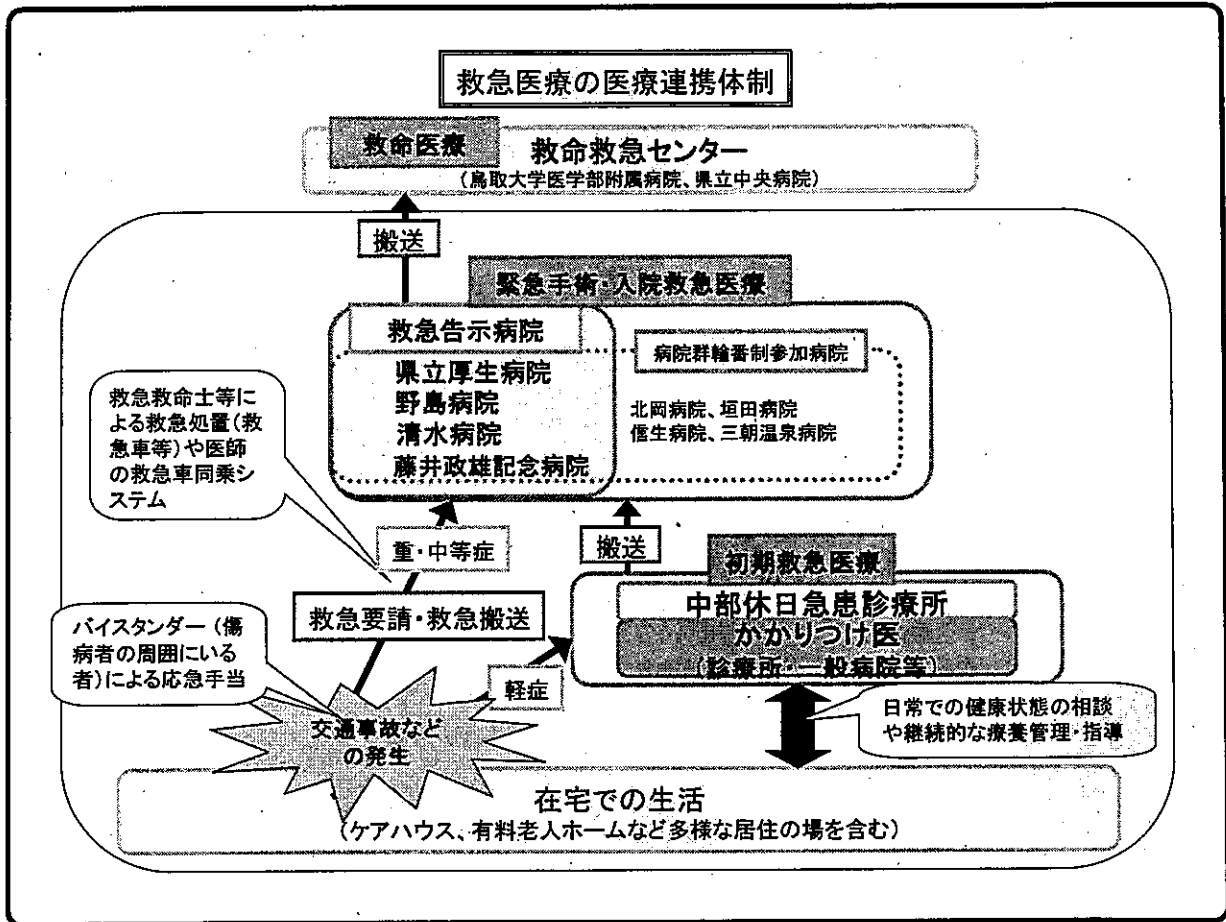 救急医療の医療連携体制
救命医療
救命救急センター
(鳥取大学医学部附属病院、県立中央病院)
搬送
緊急手術・入院救急医療
救急告示病院
病院群輪番制参加病院
県立厚生病院
野島病院
清水病院
藤井政雄記念病院
北岡病院、垣田病院
信生病院、三朝温泉病院
救急救命士等に
よる救急処置(救
急車等)や医師
の救急車同乗シ
ステム
重・中等症
搬送
初期救急医療
中部休日急患診療所
かかりつけ医
(診療所・一般病院等)
救急要請・救急搬送
バイスタンダー(傷
病者の周囲にいる
者)による応急手当
軽症
交通事故など
の発生
日常での健康状態の相談
や継続的な療養管理・指導
在宅での生活
(ケアハウス、有料老人ホームなど多様な居住の場を含む)